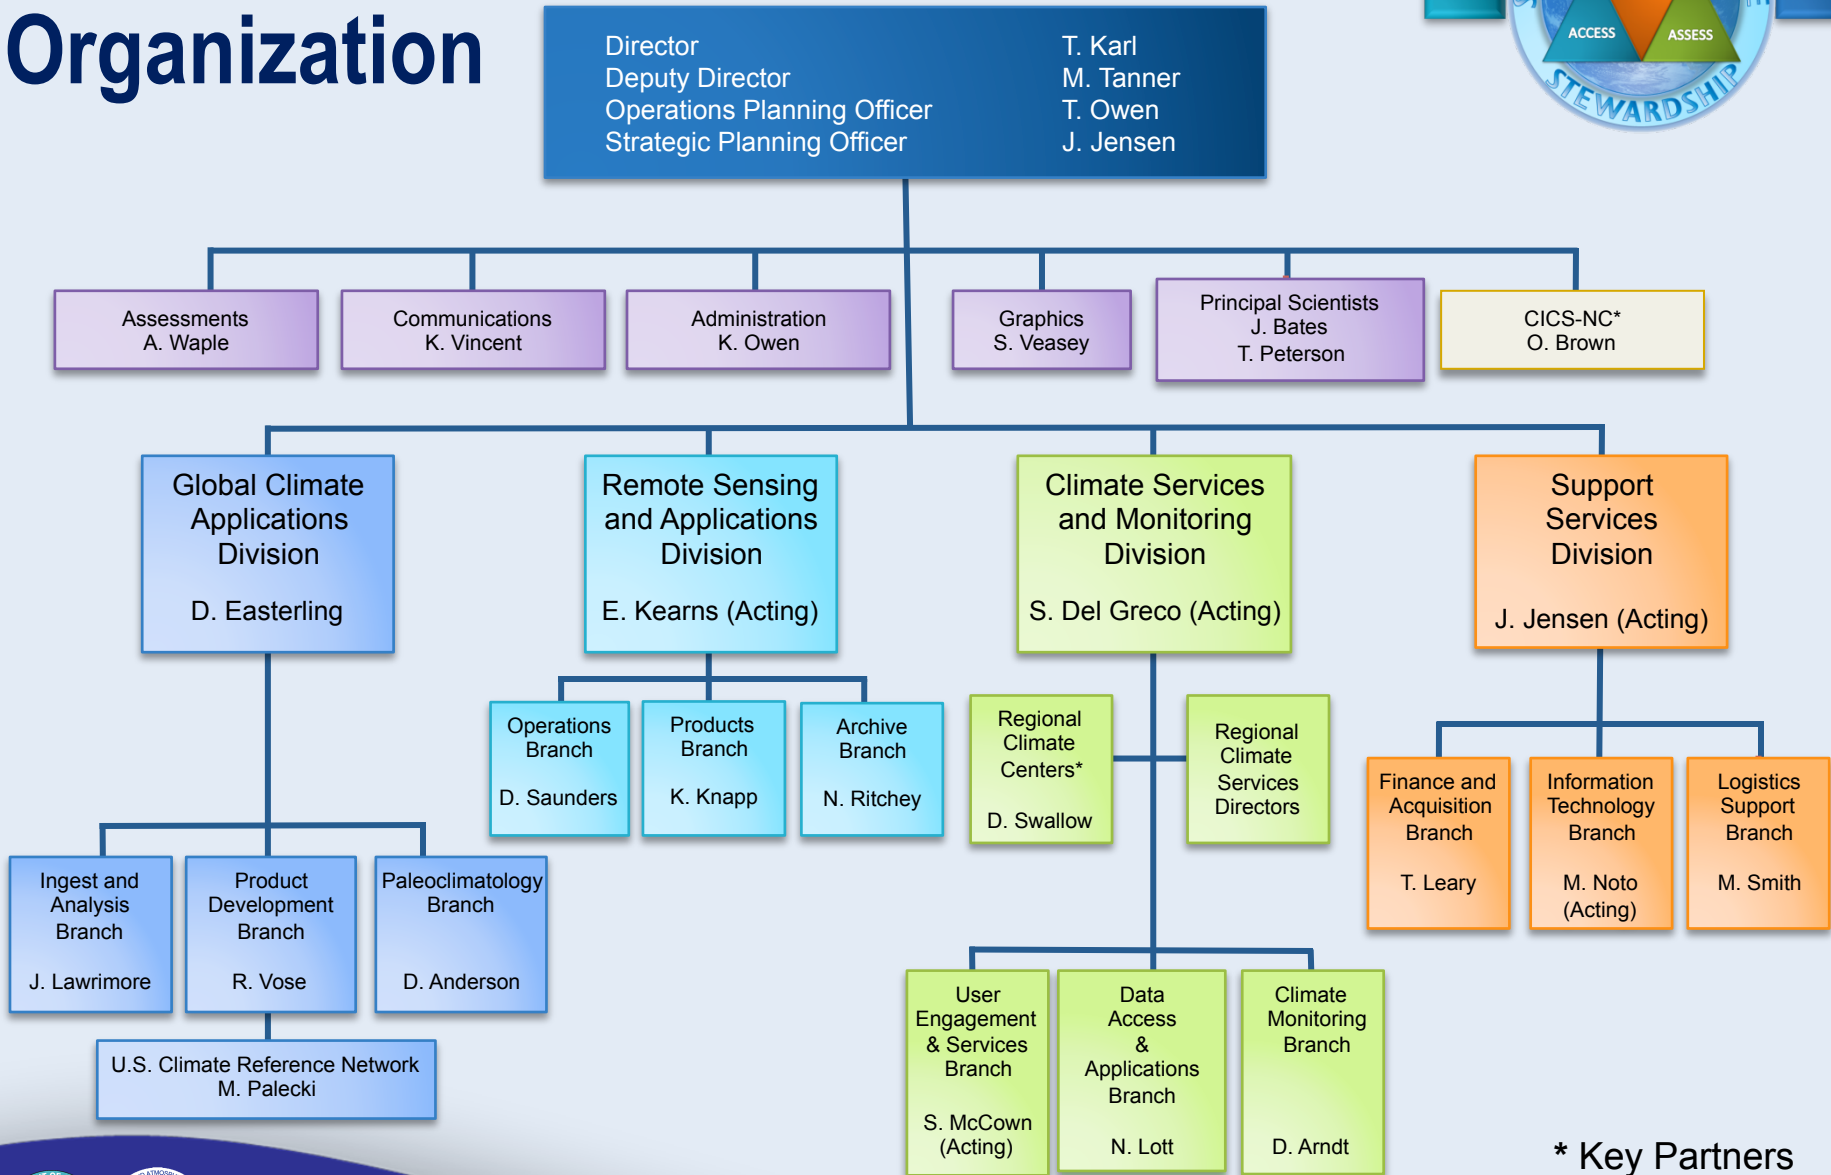 Organization
Director T. Karl
Deputy Director M. Tanner
Operations Planning Officer T. Owen
Strategic Planning Officer J. Jensen
ACCESS
ASSESS
STEWARDSHIP
Assessments
A. Waple
Communications
K. Vincent
Administration
K. Owen
Graphics
S. Veasey
Principal Scientists
J. Bates
T. Peterson
CICS-NC*
O. Brown
Global Climate
Applications
Division
D. Easterling
Remote Sensing
and Applications
Division
E. Kearns (Acting)
Climate Services
and Monitoring
Division
S. Del Greco (Acting)
Support
Services
Division
J. Jensen (Acting)
Operations
Branch
D. Saunders
Products
Branch
K. Knapp
Archive
Branch
N. Ritchey
Regional
Climate
Centers*
D. Swallow
Regional
Climate
Services
Directors
Finance and
Acquisition
Branch
T. Leary
Information
Technology
Branch
M. Noto
(Acting)
Logistics
Support
Branch
M. Smith
Ingest and
Analysis
Branch
J. Lawrimore
Product
Development
Branch
R. Vose
Paleoclimatology
Branch
D. Anderson
U.S. Climate Reference Network
M. Palecki
User
Engagement
& Services
Branch
S. McCown
(Acting)
Data
Access
&
Applications
Branch
N. Lott
Climate
Monitoring
Branch
D. Arndt
* Key Partners